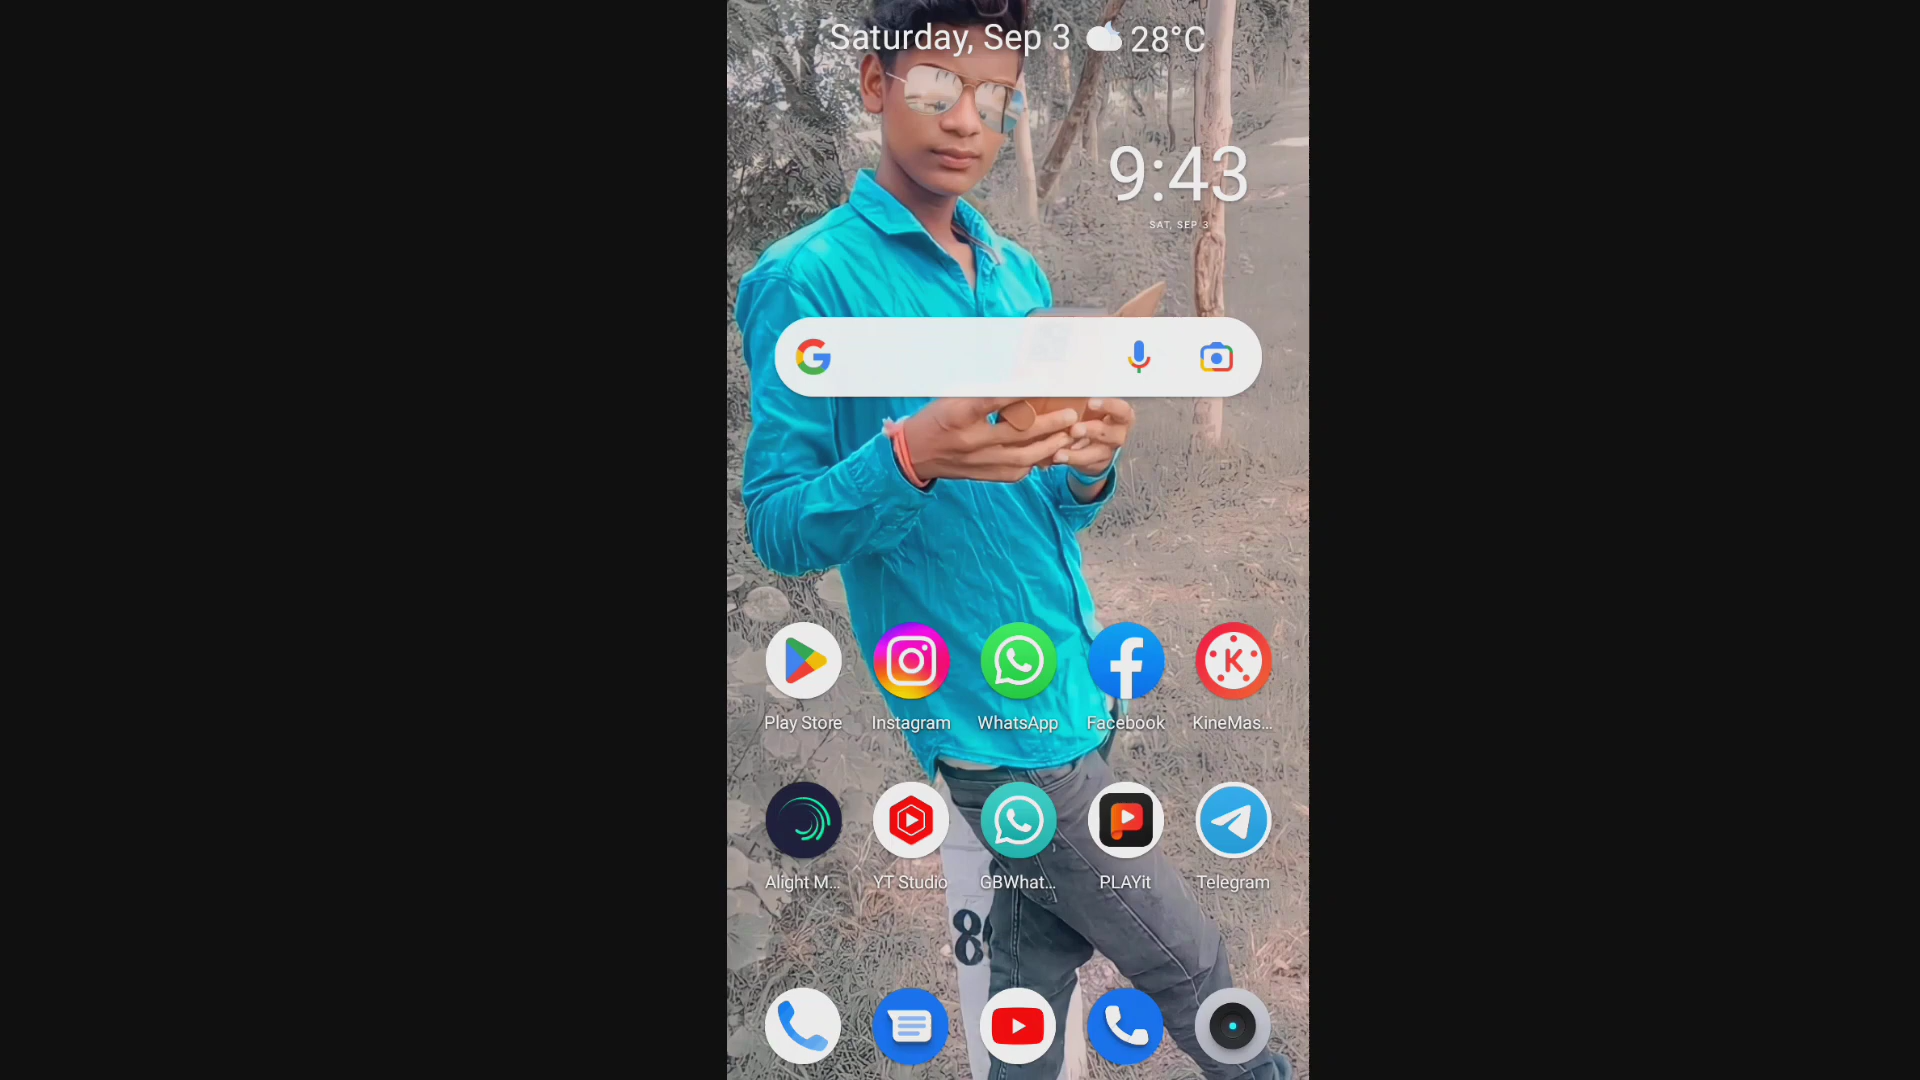 Saturday, Sep 3 28°C
9:43
SAT, SEP 3
Play Store Instagram WhatsApp Facebook KineMas...
Alight M... YT Studio GBWhat... PLAYit Telegram
8